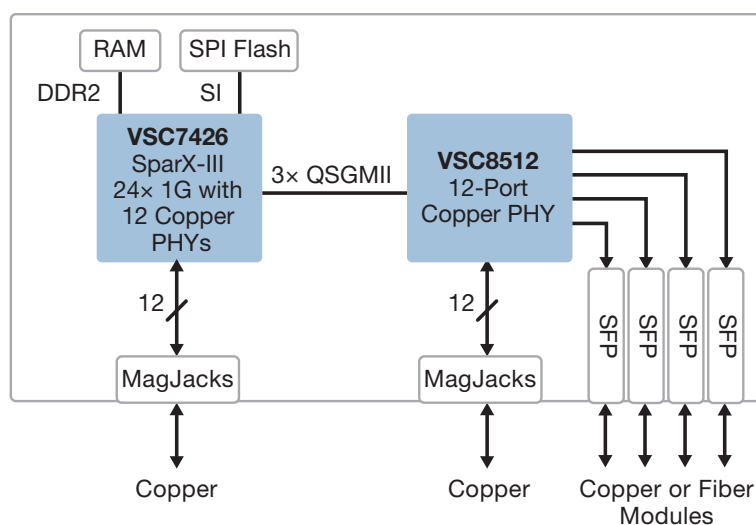 RAM
SPI Flash
DDR2
SI
VSC7426
SparX-III
24× 1G with
12 Copper
PHYs
3× QSGMII
VSC8512
12-Port
Copper PHY
12
12
SFP
SFP
SFP
SFP
MagJacks
MagJacks
Copper
Copper
Copper or Fiber
Modules